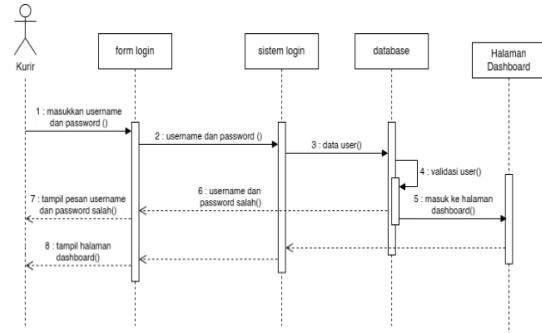 Kurir
form login
sistem login
database
Halaman
Dashboard
1 : masukkan username
dan password ()
2 : username dan password ()
3 : data user()
4 : validasi user()
5 : masuk ke halaman
dashboard()
6 : username dan
password salah()
7 : tampil pesan username
dan password salah()
8 : tampil halaman
dashboard()